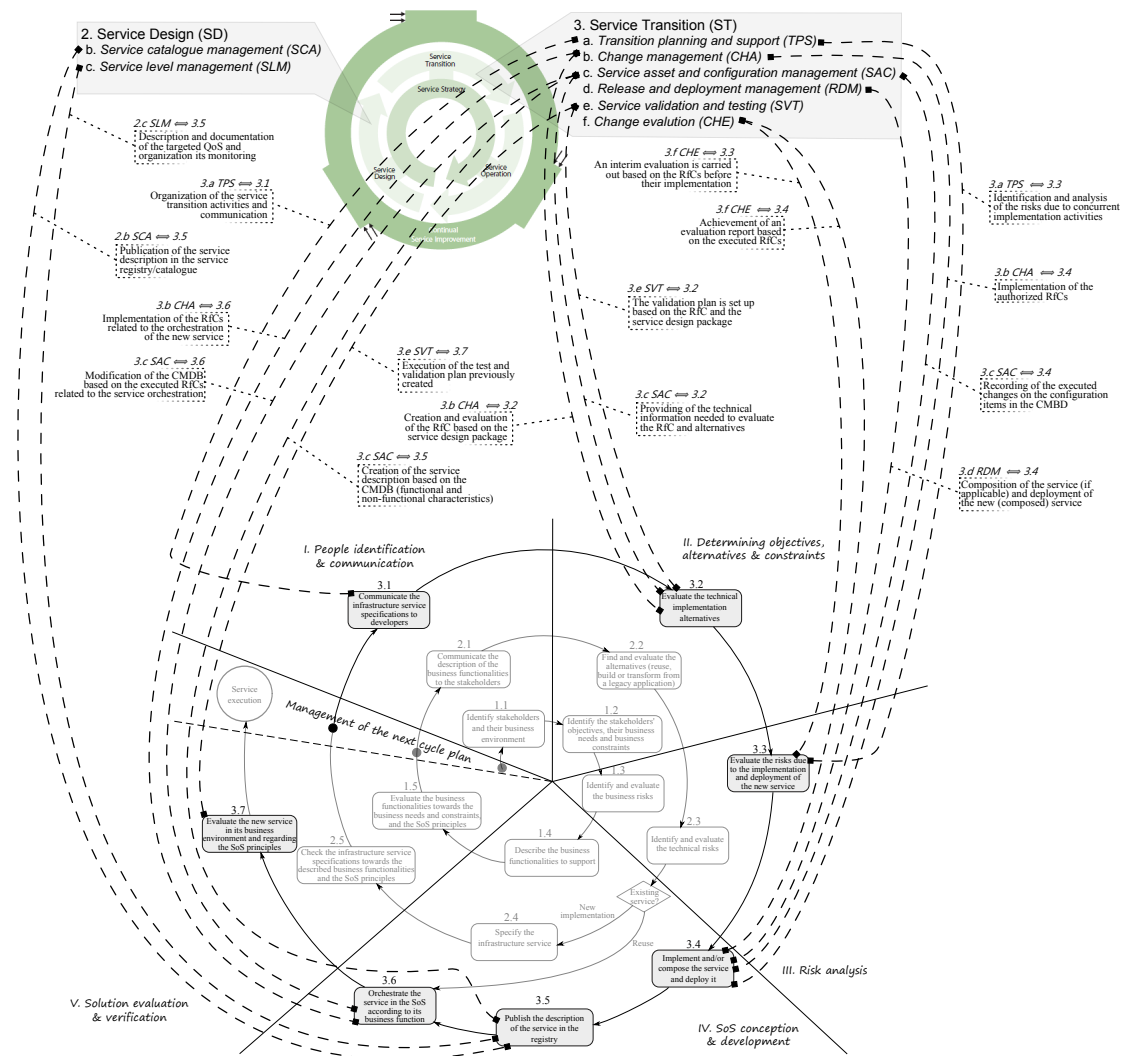 2. Service Design (SD)
b. Service catalogue management (SCA)
c. Service level management (SLM)
3. Service Transition (ST)
a. Transition planning and support (TPS)
b. Change management (CHA)
c. Service asset and configuration management (SAC)
d. Release and deployment management (RDM)
e. Service validation and testing (SVT)
f. Change evalution (CHE)
Service
Transition
Service Strategy
Service
Design
Service
Operation
Continual
Service Improvement
2.c SLM ⟺ 3.5
Description and documentation
of the targeted QoS and
organization its monitoring
3.a TPS ⟺ 3.1
Organization of the service
transition activities and
communication
2.b SCA ⟺ 3.5
Publication of the service
description in the service
registry/catalogue
3.b CHA ⟺ 3.6
Implementation of the RfCs
related to the orchestration
of the new service
3.c SAC ⟺ 3.6
Modification of the CMDB
based on the executed RfCs
related to the service orchestration
3.e SVT ⟺ 3.7
Execution of the test and
validation plan previously
created
3.b CHA ⟺ 3.2
Creation and evaluation
of the RfC based on the
service design package
3.c SAC ⟺ 3.5
Creation of the service
description based on the
CMDB (functional and
non-functional characteristics)
3.f CHE ⟺ 3.3
An interim evaluation is carried
out based on the RfCs before
their implementation
3.f CHE ⟺ 3.4
Achievement of an
evaluation report based
on the executed RfCs
3.e SVT ⟺ 3.2
The validation plan is set up
based on the RfC and the
service design package
3.c SAC ⟺ 3.2
Providing of the technical
information needed to evaluate
the RfC and alternatives
3.a TPS ⟺ 3.3
Identification and analysis
of the risks due to concurrent
implementation activities
3.b CHA ⟺ 3.4
Implementation of the
authorized RfCs
3.c SAC ⟺ 3.4
Recording of the executed
changes on the configuration
items in the CMBD
3.d RDM ⟺ 3.4
Composition of the service (if
applicable) and deployment of
the new (composed) service
I. People identification
& communication
II. Determining objectives,
alternatives & constraints
3.1
Communicate the
infrastructure service
specifications to
developers
3.2
Evaluate the technical
implementation
alternatives
2.1
Communicate the
description of the
business functionalities
to the stakeholders
2.2
Find and evaluate the
alternatives (reuse,
build or transform from
a legacy application)
Service
execution
Management of the next cycle plan
1.1
Identify stakeholders
and their business
environment
1.2
Identify the stakeholders'
objectives, their business
needs and business
constraints
1.3
Identify and evaluate
the business risks
3.3
Evaluate the risks due
to the implementation
and deployment of
the new service
1.5
Evaluate the business
functionalities towards the
business needs and constraints,
and the SoS principles
1.4
Describe the business
functionalities to support
2.3
Identify and evaluate
the technical risks
3.7
Evaluate the new service
in its business
environment and regarding
the SoS principles
2.5
Check the infrastructure service
specifications towards the
described business functionalities
and the SoS principles
Existing
service?
New
implementation
Reuse
2.4
Specify the
infrastructure service
3.4
Implement and/or
compose the service
and deploy it
III. Risk analysis
3.6
Orchestrate the
service in the SoS
according to its
business function
3.5
Publish the description
of the service in the
registry
V. Solution evaluation
& verification
IV. SoS conception
& development